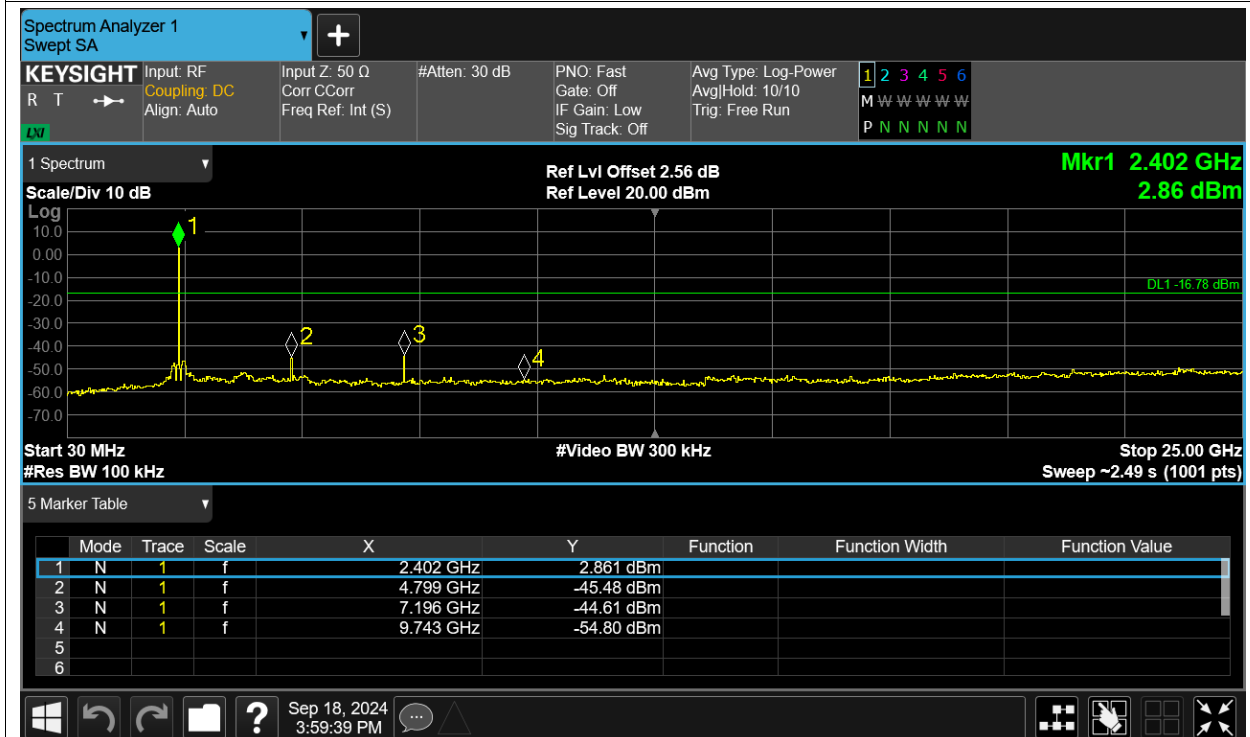 Spectrum Analyzer 1
Swept SA
+
KEYSIGHT
R T
LXI
Input: RF
Coupling: DC
Align: Auto
Input Z: 50 Ω
Corr CCorr
Freq Ref: Int (S)
#Atten: 30 dB
PNO: Fast
Gate: Off
IF Gain: Low
Sig Track: Off
Avg Type: Log-Power
Avg|Hold: 10/10
Trig: Free Run
1 2 3 4 5 6
M W W W W W
P N N N N N N
1 Spectrum
Scale/Div 10 dB
Ref Lvl Offset 2.56 dB
Ref Level 20.00 dBm
Mkr1 2.402 GHz
2.86 dBm
Log
10.0
0.00
-10.0
-20.0
-30.0
-40.0
-50.0
-60.0
-70.0
1
2
3
4
DL1 -16.78 dBm
Start 30 MHz
#Res BW 100 kHz
#Video BW 300 kHz
Stop 25.00 GHz
Sweep ~2.49 s (1001 pts)
5 Marker Table
Mode Trace Scale X Y Function Function Width Function Value
1 N 1 f 2.402 GHz 2.861 dBm
2 N 1 f 4.799 GHz -45.48 dBm
3 N 1 f 7.196 GHz -44.61 dBm
4 N 1 f 9.743 GHz -54.80 dBm
5
6
?
Sep 18, 2024
3:59:39 PM